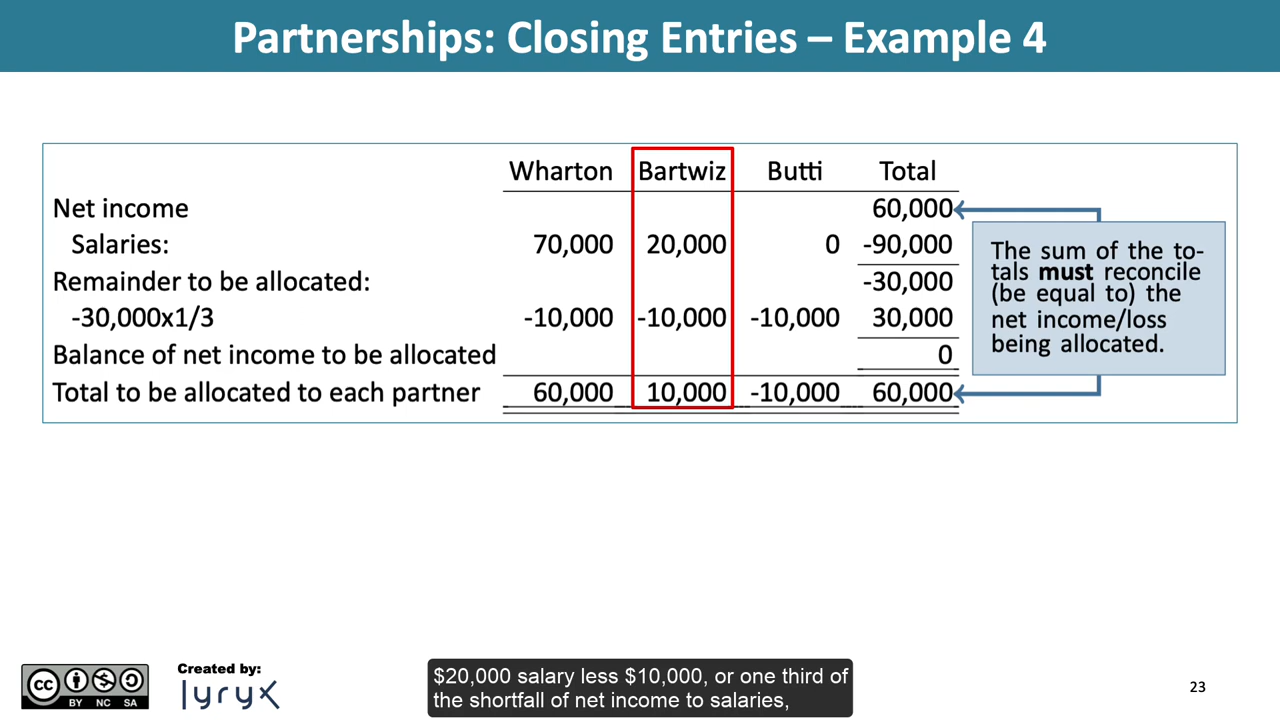 Partnerships: Closing Entries – Example 4
Wharton Bartwiz Butti Total
Net income 60,000
Salaries: 70,000 20,000 0 -90,000
Remainder to be allocated: -30,000
-30,000x1/3 -10,000 -10,000 -10,000 30,000
Balance of net income to be allocated 0
Total to be allocated to each partner 60,000 10,000 -10,000 60,000
The sum of the to-
tals must reconcile
(be equal to) the
net income/loss
being allocated.
cc BY NC SA
Created by:
lyryx
$20,000 salary less $10,000, or one third of
the shortfall of net income to salaries,
23